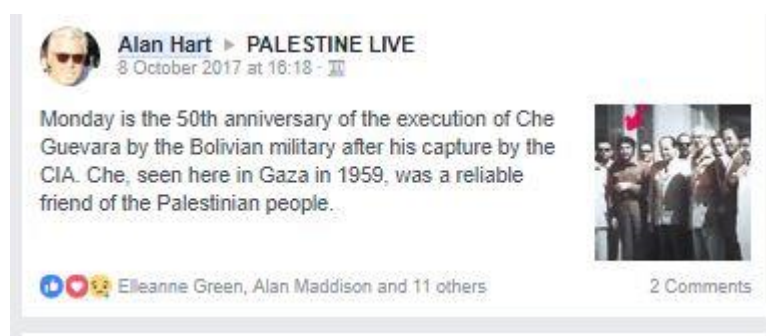 Alan Hart ▸ PALESTINE LIVE
8 October 2017 at 16:18 ·
Monday is the 50th anniversary of the execution of Che
Guevara by the Bolivian military after his capture by the
CIA. Che, seen here in Gaza in 1959, was a reliable
friend of the Palestinian people.
Elleanne Green, Alan Maddison and 11 others 2 Comments